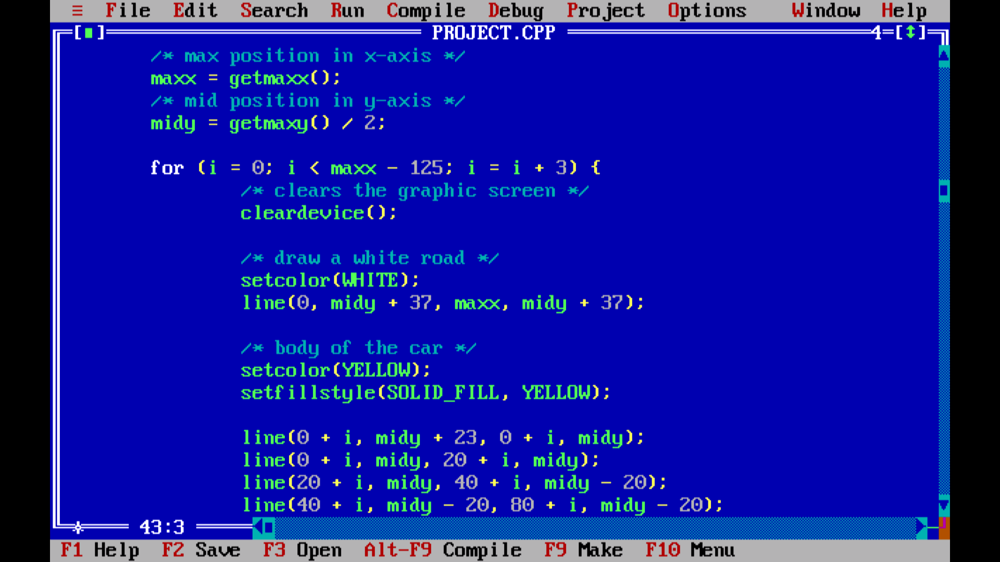 ≡ File Edit Search Run Compile Debug Project Options Window Help
[■] PROJECT.CPP 4=[↕]
/* max position in x-axis */
maxx = getmaxx();
/* mid position in y-axis */
midy = getmaxy() / 2;
for (i = 0; i < maxx - 125; i = i + 3) {
/* clears the graphic screen */
cleardevice();
/* draw a white road */
setcolor(WHITE);
line(0, midy + 37, maxx, midy + 37);
/* body of the car */
setcolor(YELLOW);
setfillstyle(SOLID_FILL, YELLOW);
line(0 + i, midy + 23, 0 + i, midy);
line(0 + i, midy, 20 + i, midy);
line(20 + i, midy, 40 + i, midy - 20);
line(40 + i, midy - 20, 80 + i, midy - 20);
43:3
F1 Help F2 Save F3 Open Alt-F9 Compile F9 Make F10 Menu